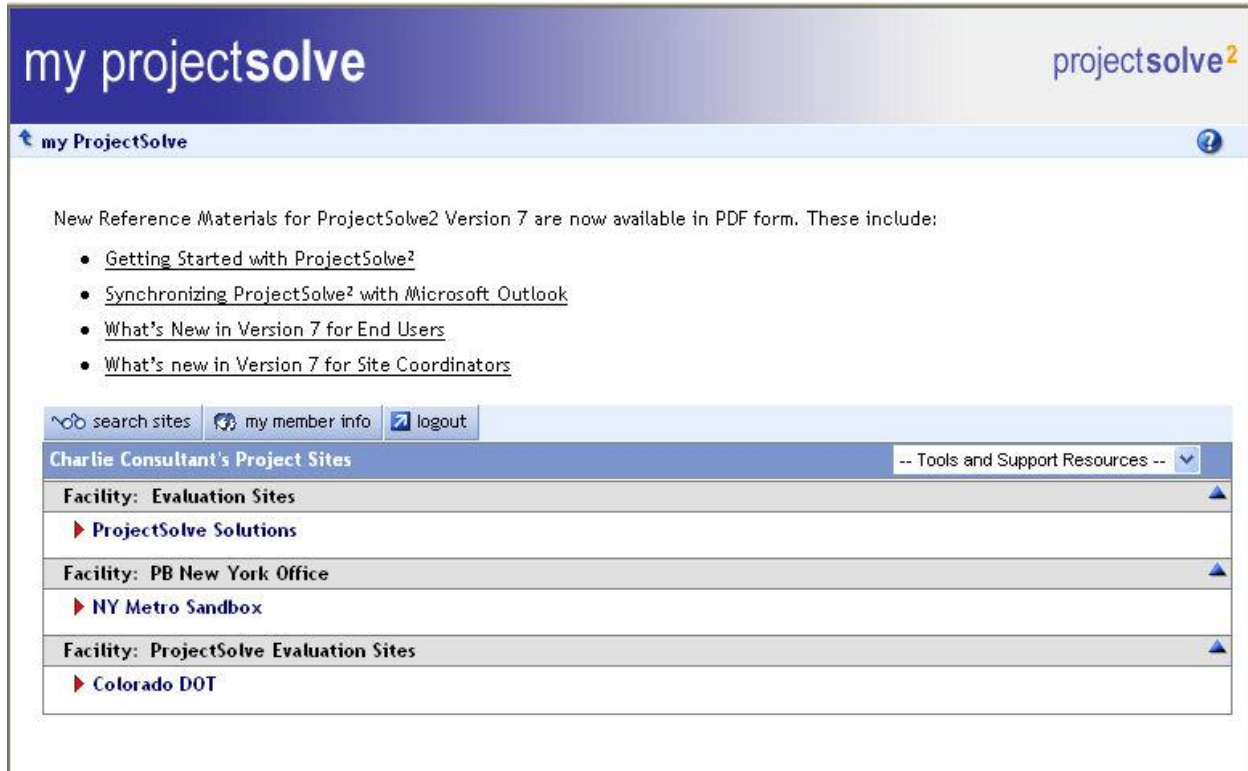 my projectsolve
projectsolve2
my ProjectSolve
New Reference Materials for ProjectSolve2 Version 7 are now available in PDF form. These include:
Getting Started with ProjectSolve²
Synchronizing ProjectSolve² with Microsoft Outlook
What's New in Version 7 for End Users
What's new in Version 7 for Site Coordinators
search sites my member info logout
Charlie Consultant's Project Sites -- Tools and Support Resources --
Facility: Evaluation Sites
ProjectSolve Solutions
Facility: PB New York Office
NY Metro Sandbox
Facility: ProjectSolve Evaluation Sites
Colorado DOT